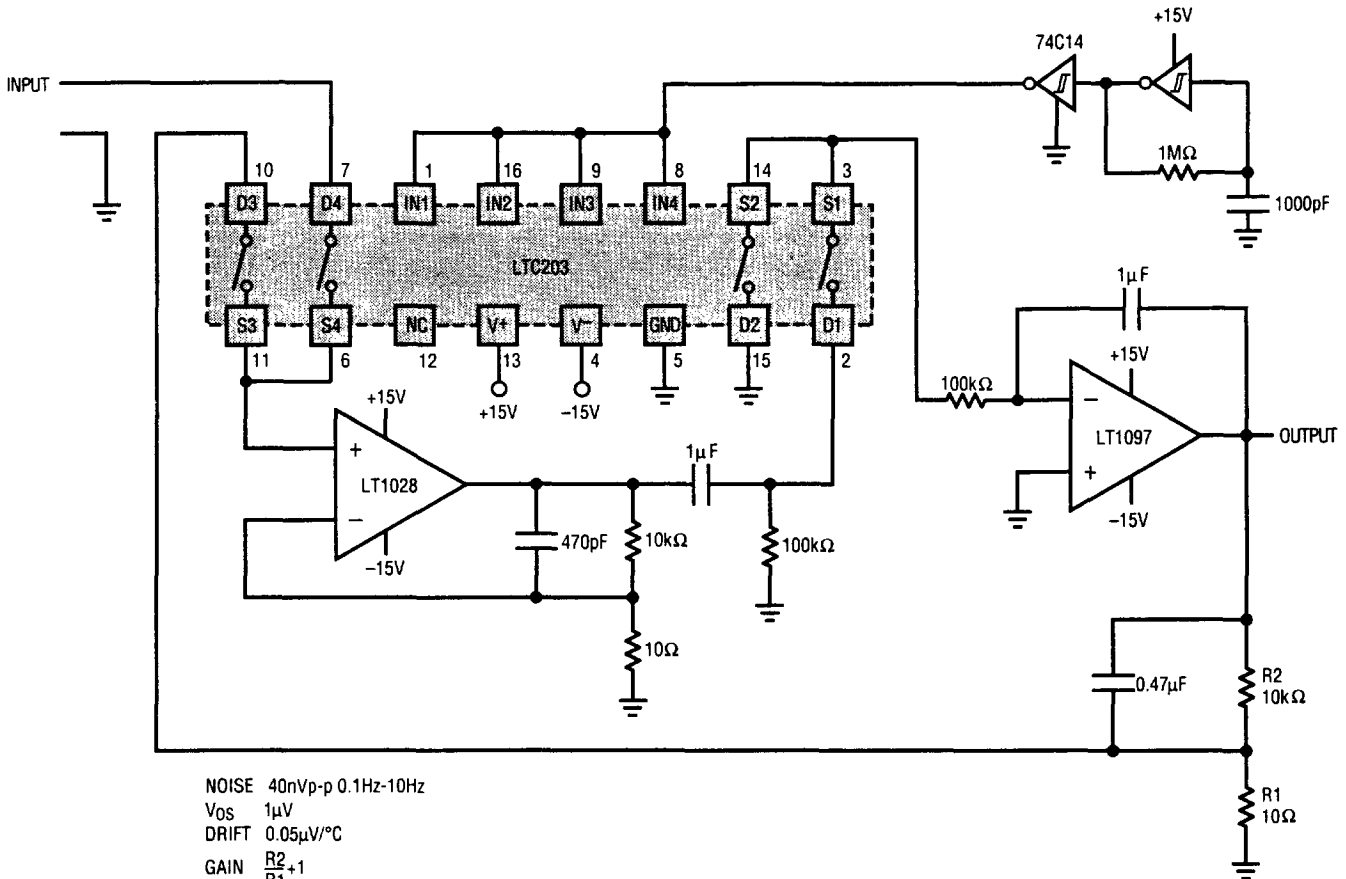 +15V
74C14
INPUT
1MΩ
1000pF
10 7 1 16 9 8 14 3
D3 D4 IN1 IN2 IN3 IN4 S2 S1
LTC203
S3 S4 NC V+ V– GND D2 D1
11 6 12 13 4 5 15 2
+15V –15V
1µF
+15V
100kΩ
–
LT1097
+
–15V
OUTPUT
+15V
+
LT1028
–
–15V
1µF
470pF
10kΩ
100kΩ
10Ω
0.47µF
R2
10kΩ
R1
10Ω
NOISE 40nVp-p 0.1Hz-10Hz
VOS 1µV
DRIFT 0.05µV/°C
GAIN R2/R1 +1